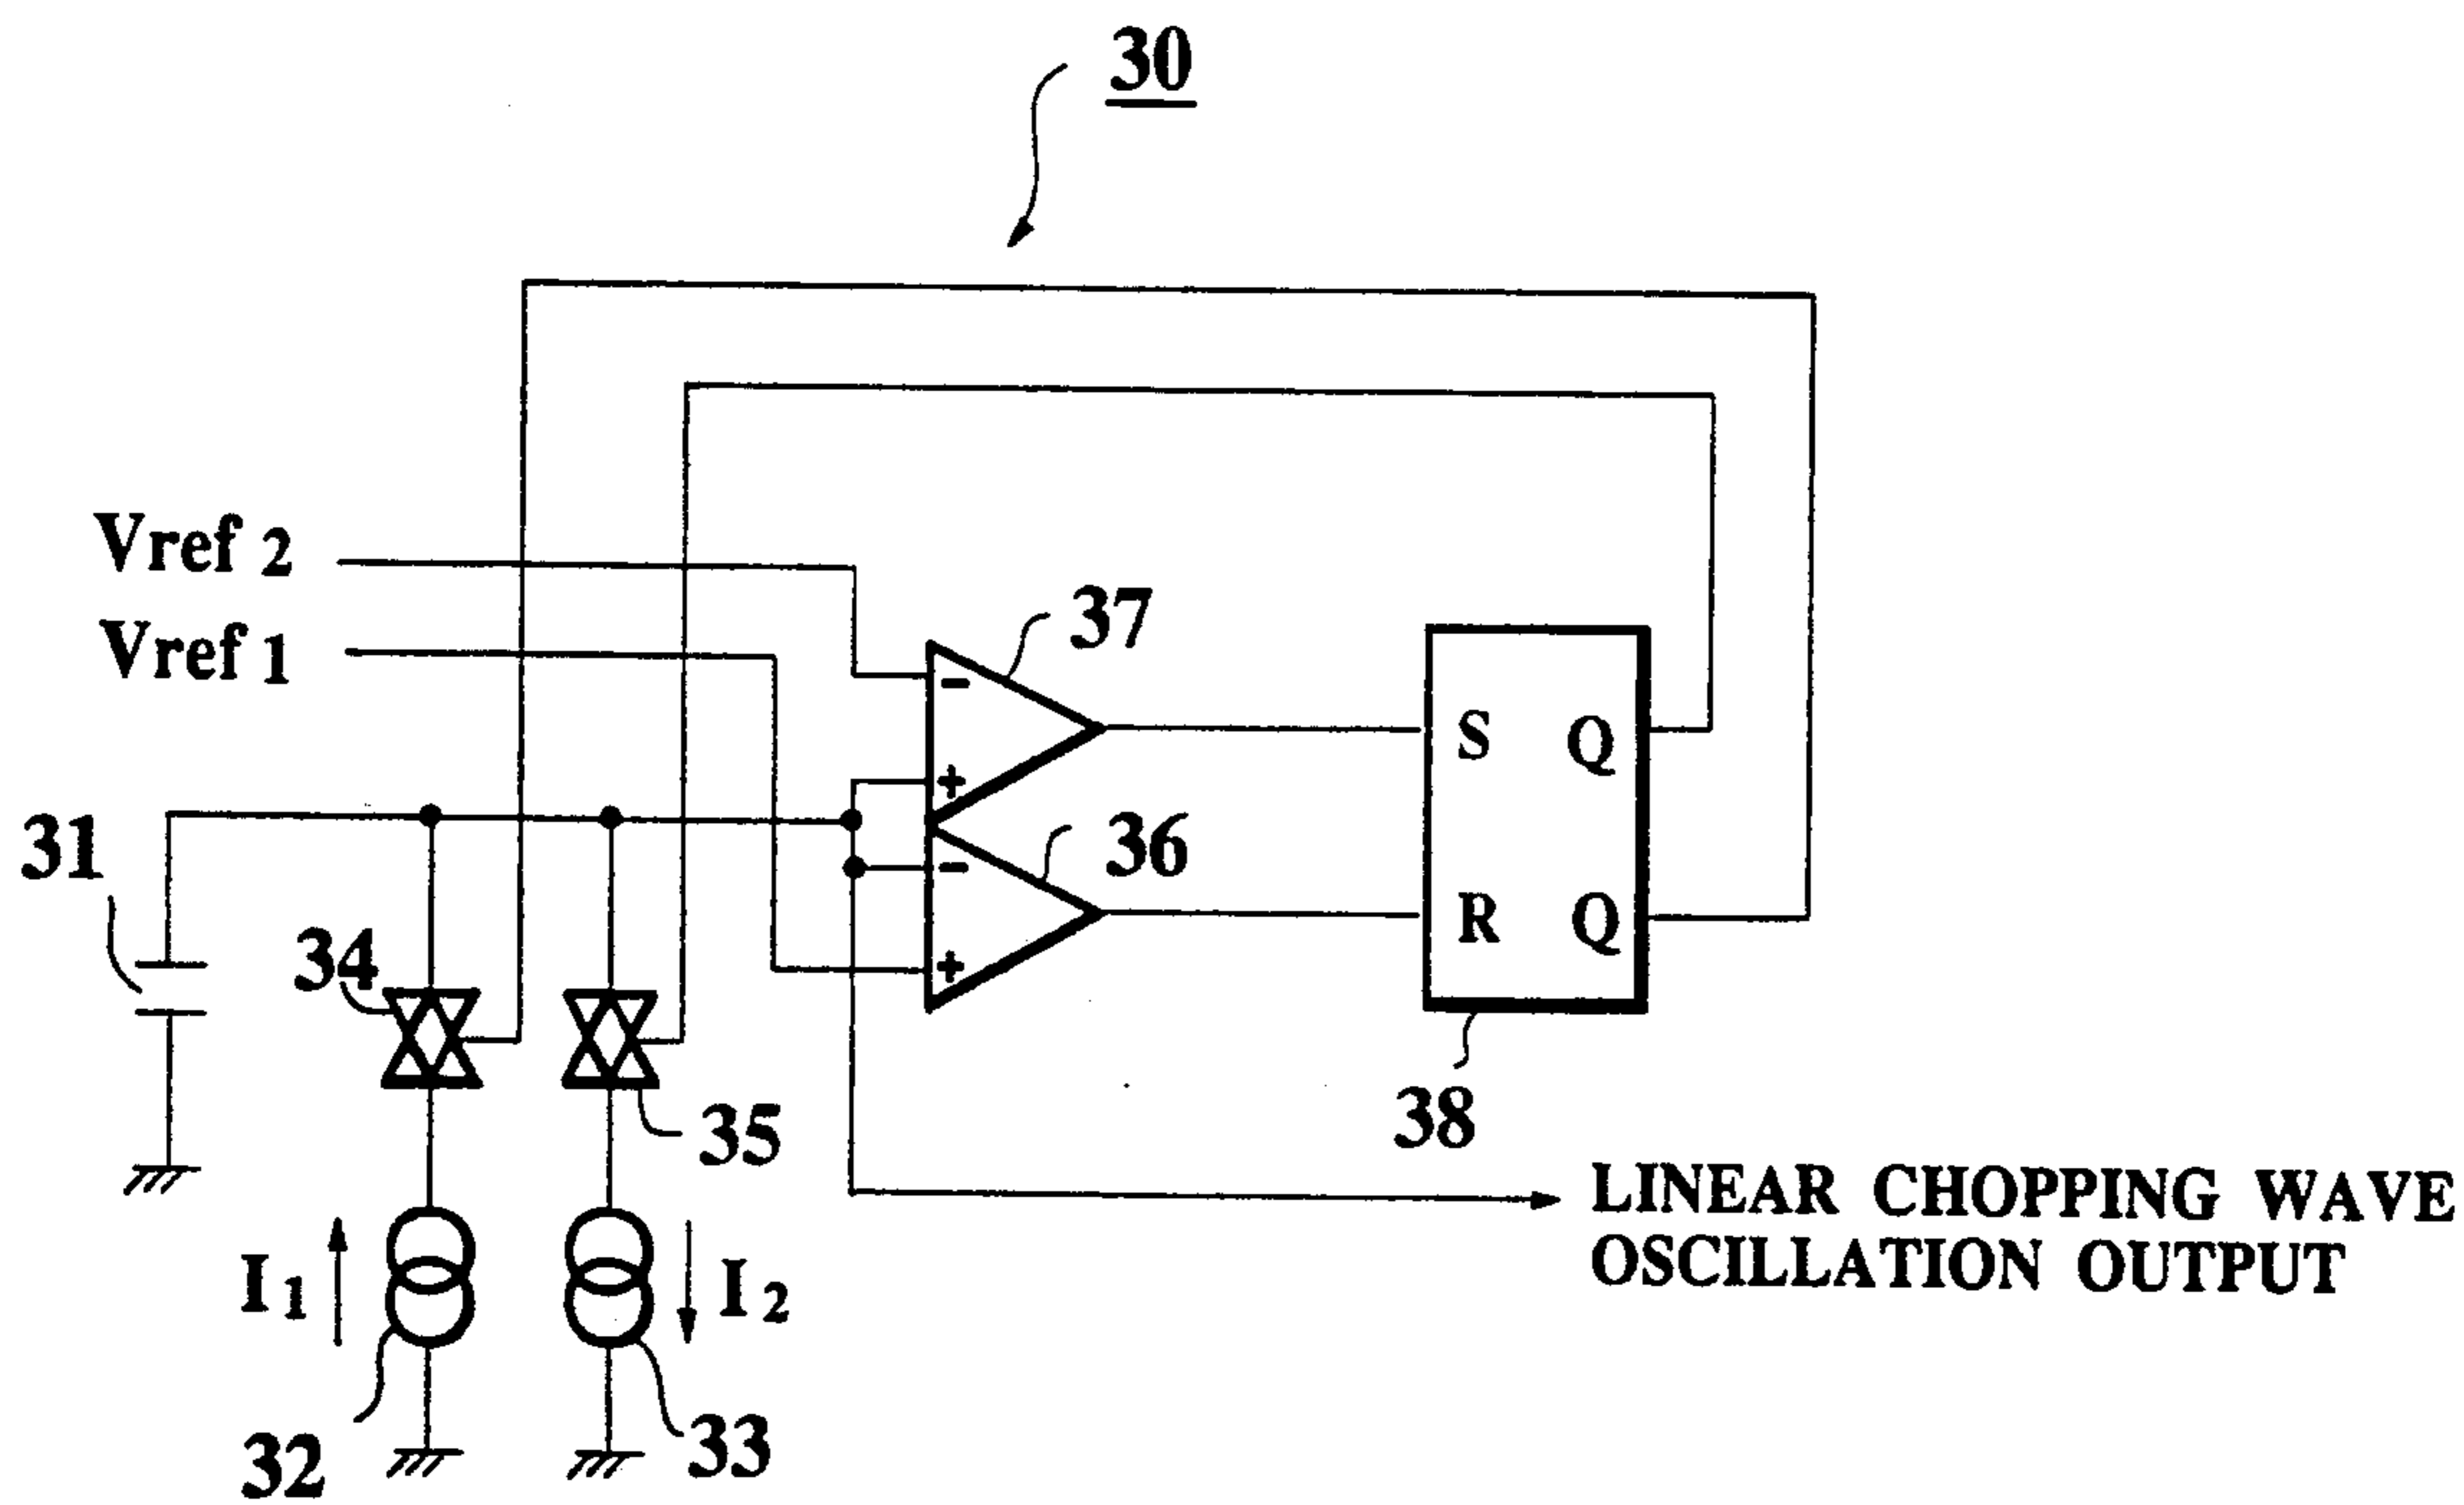 30
Vref 2
Vref 1
37
S Q
31
36
34
R Q
35
38
LINEAR CHOPPING WAVE
OSCILLATION OUTPUT
I1
I2
32
33
- 
+
-
+